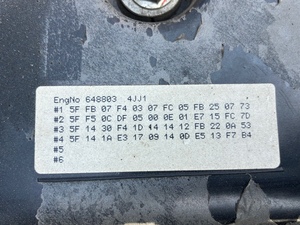 EngNo 648803 4JJ1
#1 5F FB 07 F4 03 07 FC 05 FB 25 07 73
#2 5F F5 0C DF 05 00 0E 01 E7 15 FC 7D
#3 5F 14 30 F4 1D 14 14 12 FB 22 0A 53
#4 5F 14 1A E3 17 09 14 0D E5 13 F7 B4
#5
#6